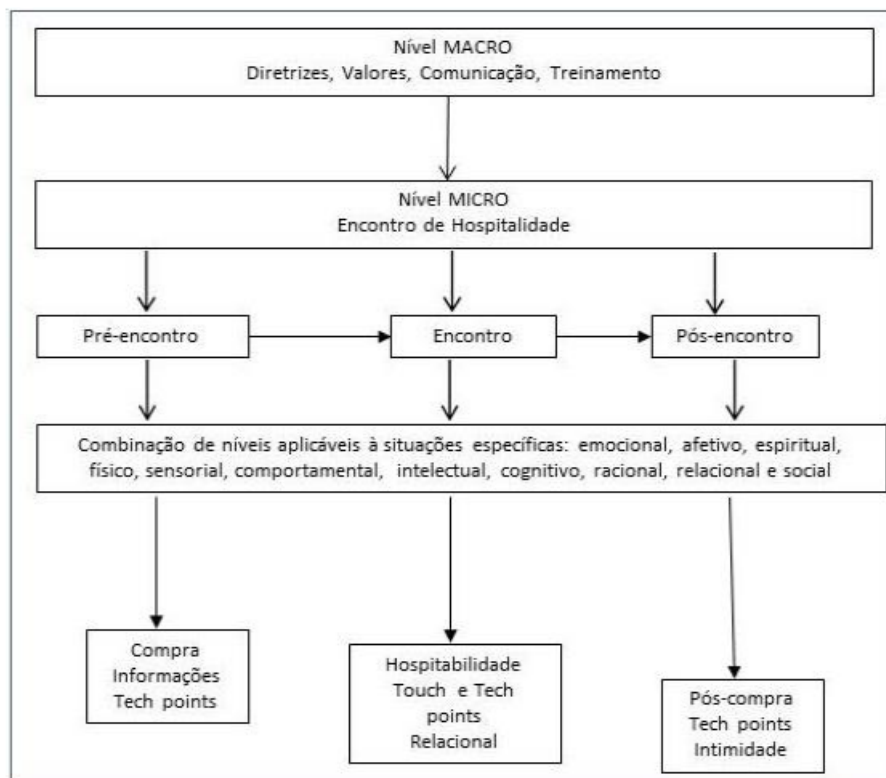 Nível MACRO
Diretrizes, Valores, Comunicação, Treinamento
Nível MICRO
Encontro de Hospitalidade
Pré-encontro
Encontro
Pós-encontro
Combinação de níveis aplicáveis à situações específicas: emocional, afetivo, espiritual,
físico, sensorial, comportamental, intelectual, cognitivo, racional, relacional e social
Compra
Informações
Tech points
Hospitabilidade
Touch e Tech
points
Relacional
Pós-compra
Tech points
Intimidade